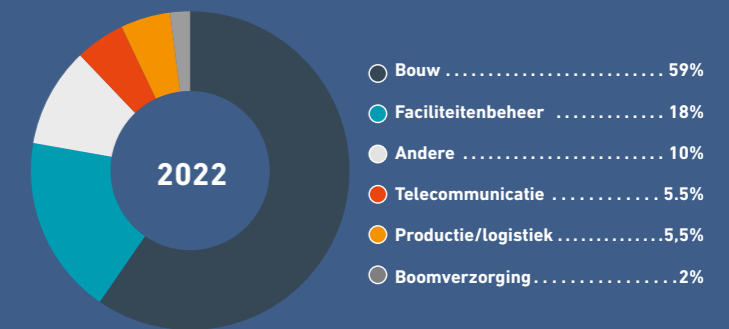 2022
Bouw ........................... 59%
Faciliteitenbeheer ............. 18%
Andere ......................... 10%
Telecommunicatie ............. 5.5%
Productie/logistiek .............5,5%
Boomverzorging .................2%